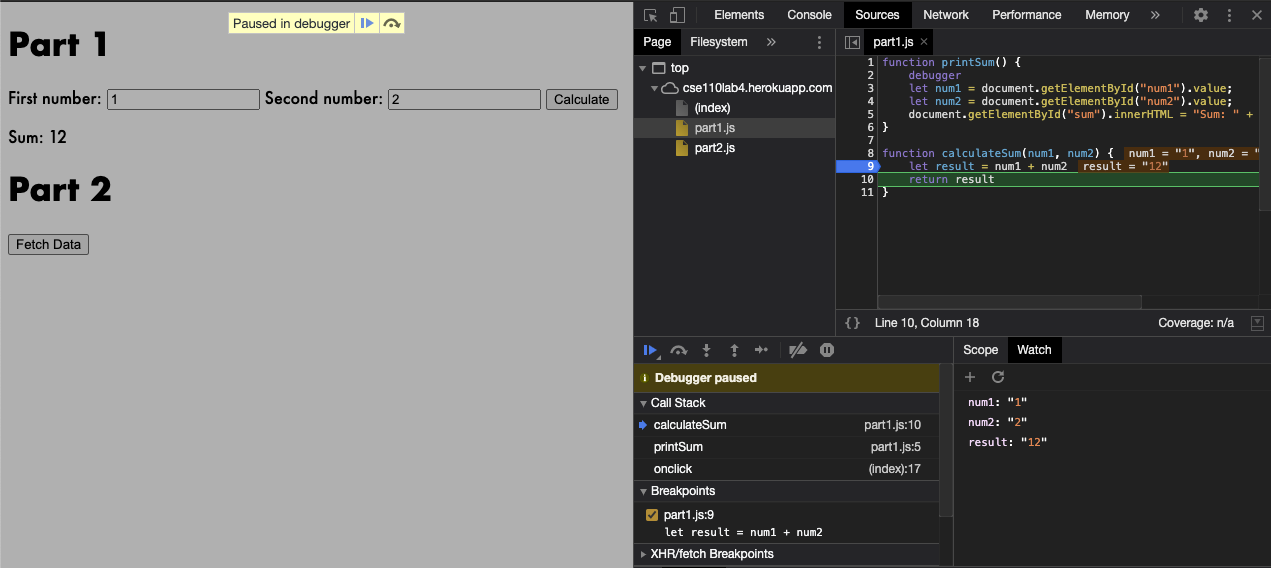 Paused in debugger
Part 1
First number: 1 Second number: 2 Calculate
Sum: 12
Part 2
Fetch Data
Elements Console Sources Network Performance Memory »
Page Filesystem »
top
cse110lab4.herokuapp.com
(index)
part1.js
part2.js
part1.js ×
1 function printSum() {
2 debugger
3 let num1 = document.getElementById("num1").value;
4 let num2 = document.getElementById("num2").value;
5 document.getElementById("sum").innerHTML = "Sum: " +
6 }
7
8 function calculateSum(num1, num2) { num1 = "1", num2 = "
9 let result = num1 + num2 result = "12"
10 return result
11 }
{} Line 10, Column 18 Coverage: n/a
Debugger paused
Call Stack
calculateSum part1.js:10
printSum part1.js:5
onclick (index):17
Breakpoints
part1.js:9
let result = num1 + num2
XHR/fetch Breakpoints
Scope Watch
num1: "1"
num2: "2"
result: "12"